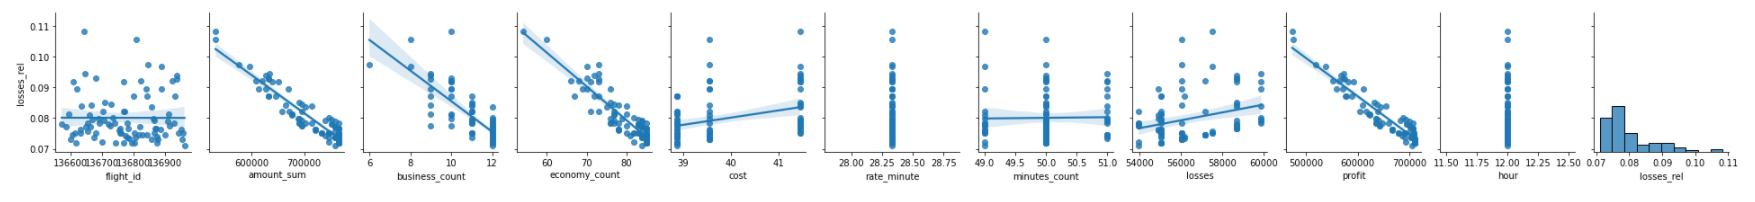 0.11
0.10
0.09
0.08
0.07
losses_rel
136600 136700 136800 136900
flight_id
600000 700000
amount_sum
6 8 10 12
business_count
60 70 80
economy_count
39 40 41
cost
28.00 28.25 28.50 28.75
rate_minute
49.0 49.5 50.0 50.5 51.0
minutes_count
54000 56000 58000 60000
losses
500000 600000 700000
profit
11.50 11.75 12.00 12.25 12.50
hour
0.07 0.08 0.09 0.10 0.11
losses_rel